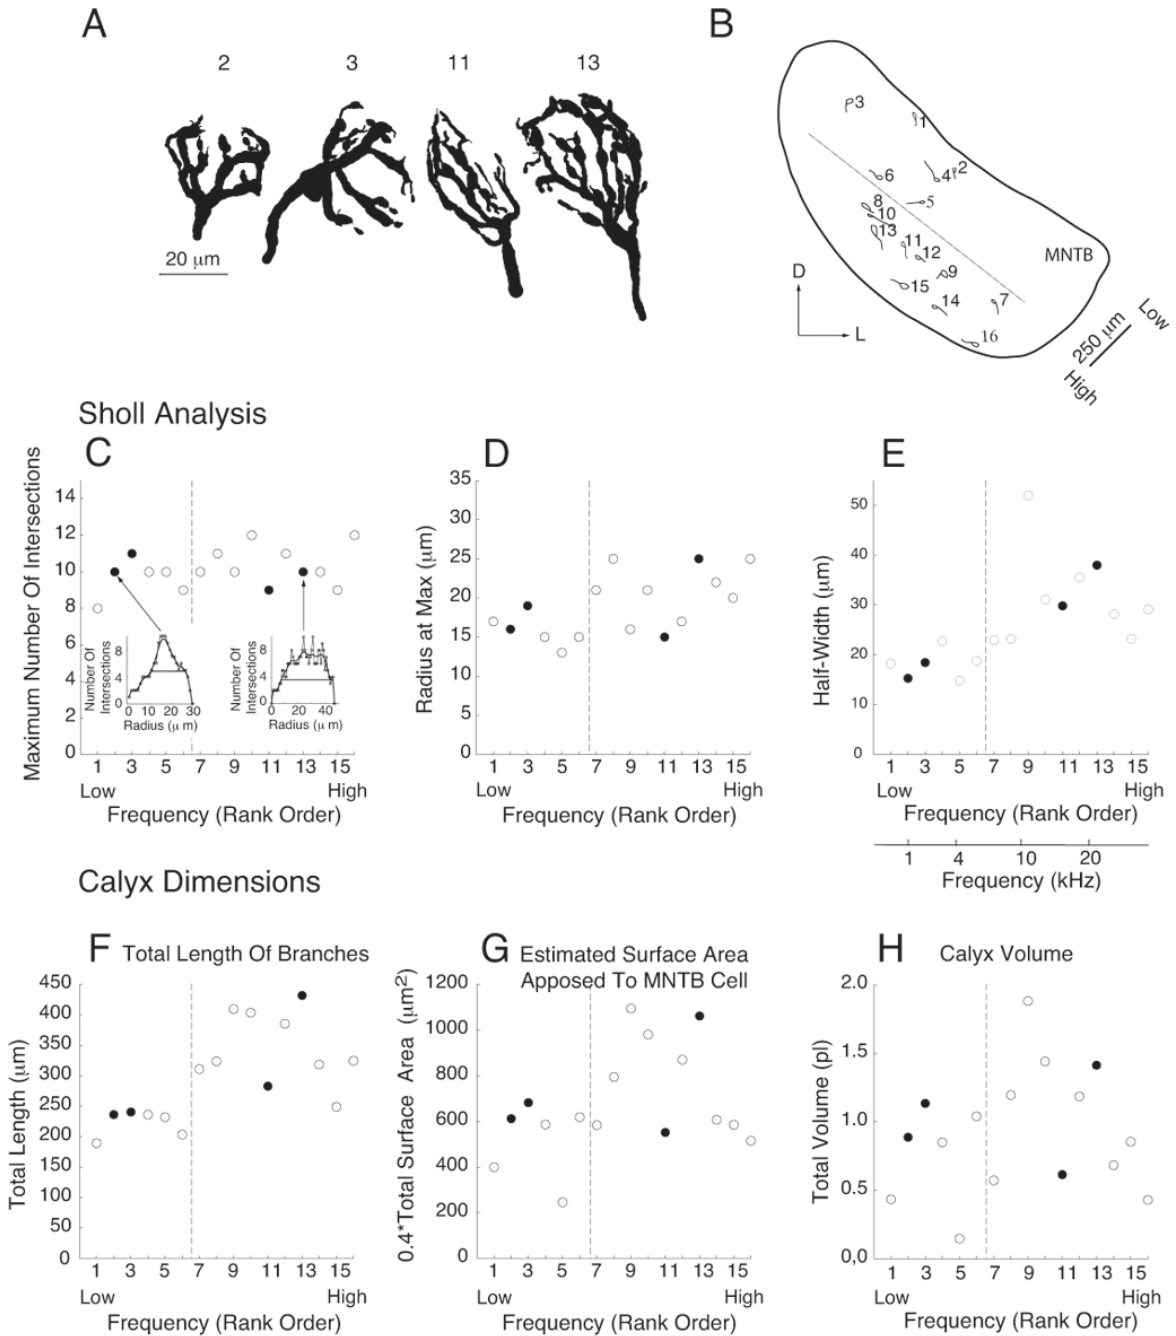 A
2 3 11 13
20 μm
B
3
1
6
4
2
5
8
10
13
11
12
9
15
14
7
16
MNTB
D
L
250 μm
Low
High
Sholl Analysis
C
Maximum Number Of Intersections
14
12
10
8
6
4
2
0
Number Of
Intersections
8
4
0
0 10 20 30
Radius (μ m)
Number Of
Intersections
8
4
0
0 20 40
Radius (μ m)
1 3 5 7 9 11 13 15
Low High
Frequency (Rank Order)
D
Radius at Max (μm)
35
30
25
20
15
10
5
0
1 3 5 7 9 11 13 15
Low High
Frequency (Rank Order)
E
Half-Width (μm)
50
40
30
20
10
0
1 3 5 7 9 11 13 15
Low High
Frequency (Rank Order)
1 4 10 20
Frequency (kHz)
Calyx Dimensions
F Total Length Of Branches
Total Length (μm)
450
400
350
300
250
200
150
100
50
0
1 3 5 7 9 11 13 15
Low High
Frequency (Rank Order)
G Estimated Surface Area
Apposed To MNTB Cell
0.4*Total Surface Area (μm²)
1200
1000
800
600
400
200
0
1 3 5 7 9 11 13 15
Low High
Frequency (Rank Order)
H Calyx Volume
Total Volume (pl)
2.0
1.5
1.0
0.5
0,0
1 3 5 7 9 11 13 15
Low High
Frequency (Rank Order)